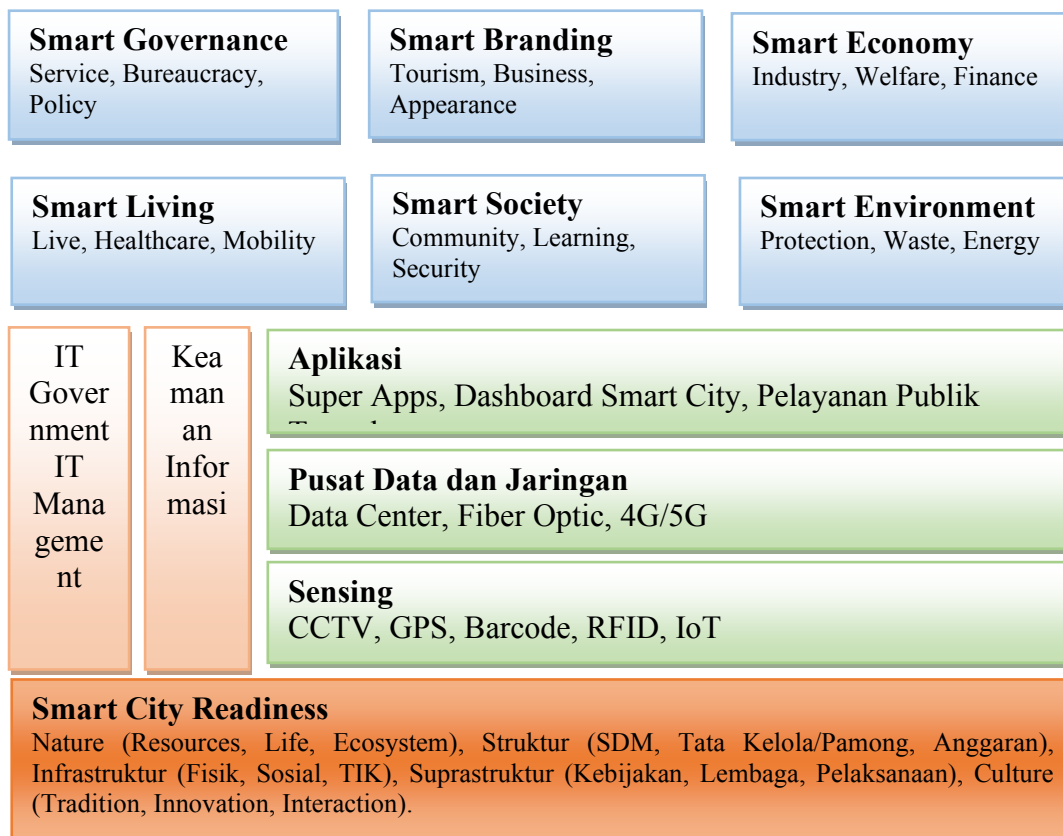 Smart Governance
Service, Bureaucracy,
Policy
Smart Branding
Tourism, Business,
Appearance
Smart Economy
Industry, Welfare, Finance
Smart Living
Live, Healthcare, Mobility
Smart Society
Community, Learning,
Security
Smart Environment
Protection, Waste, Energy
IT
Gover
nment
IT
Mana
geme
nt
Kea
man
an
Infor
masi
Aplikasi
Super Apps, Dashboard Smart City, Pelayanan Publik
Pusat Data dan Jaringan
Data Center, Fiber Optic, 4G/5G
Sensing
CCTV, GPS, Barcode, RFID, IoT
Smart City Readiness
Nature (Resources, Life, Ecosystem), Struktur (SDM, Tata Kelola/Pamong, Anggaran),
Infrastruktur (Fisik, Sosial, TIK), Suprastruktur (Kebijakan, Lembaga, Pelaksanaan), Culture
(Tradition, Innovation, Interaction).